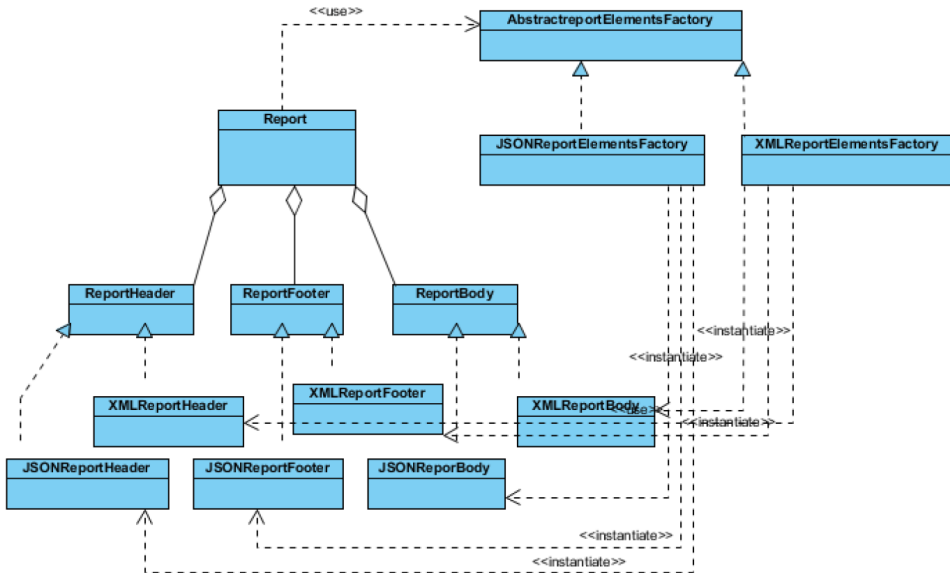 <<use>>
AbstractreportElementsFactory
Report
JSONReportElementsFactory
XMLReportElementsFactory
ReportHeader
ReportFooter
ReportBody
<<instantiate>>
<<instantiate>>
XMLReportHeader
XMLReportFooter
XMLReportBody
<<use>>
<<instantiate>>
JSONReportHeader
JSONReportFooter
JSONReporBody
<<instantiate>>
<<instantiate>>